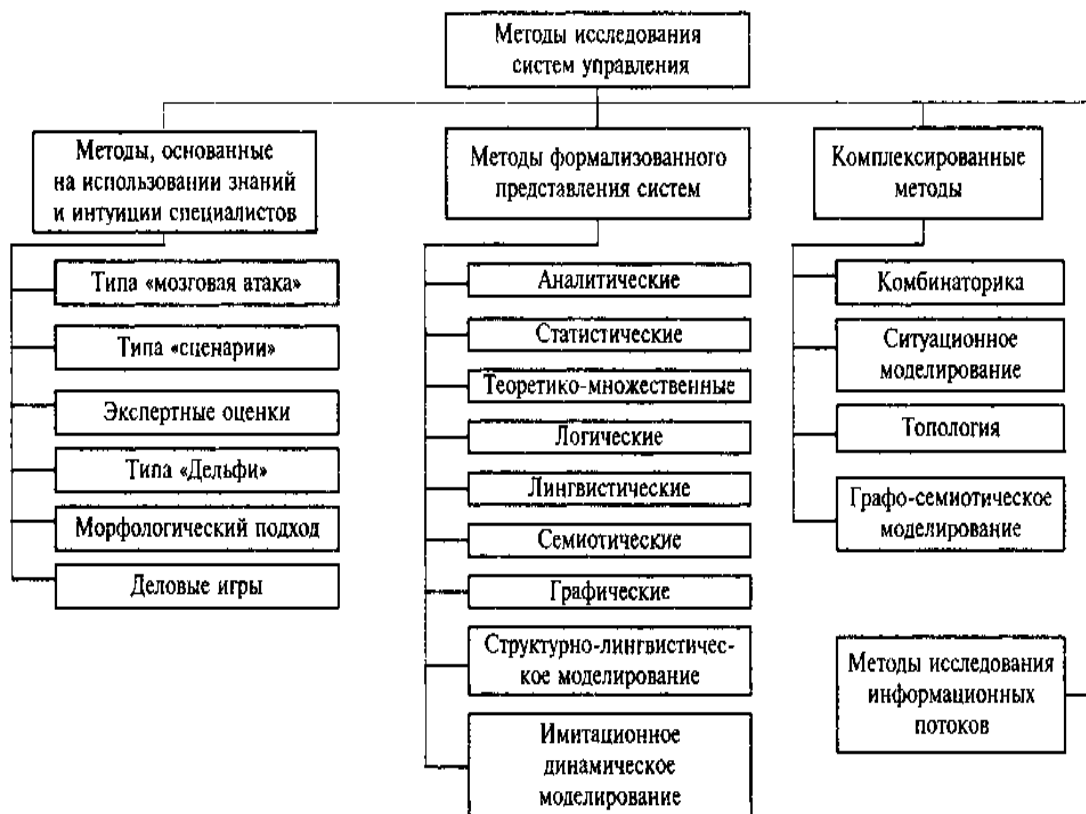 Методы исследования
систем управления
Методы, основанные
на использовании знаний
и интуиции специалистов
Типа «мозговая атака»
Типа «сценарии»
Экспертные оценки
Типа «Дельфи»
Морфологический подход
Деловые игры
Методы формализованного
представления систем
Аналитические
Статистические
Теоретико-множественные
Логические
Лингвистические
Семиотические
Графические
Структурно-лингвистичес-
кое моделирование
Имитационное
динамическое
моделирование
Комплексированные
методы
Комбинаторика
Ситуационное
моделирование
Топология
Графо-семиотическое
моделирование
Методы исследования
информационных
потоков